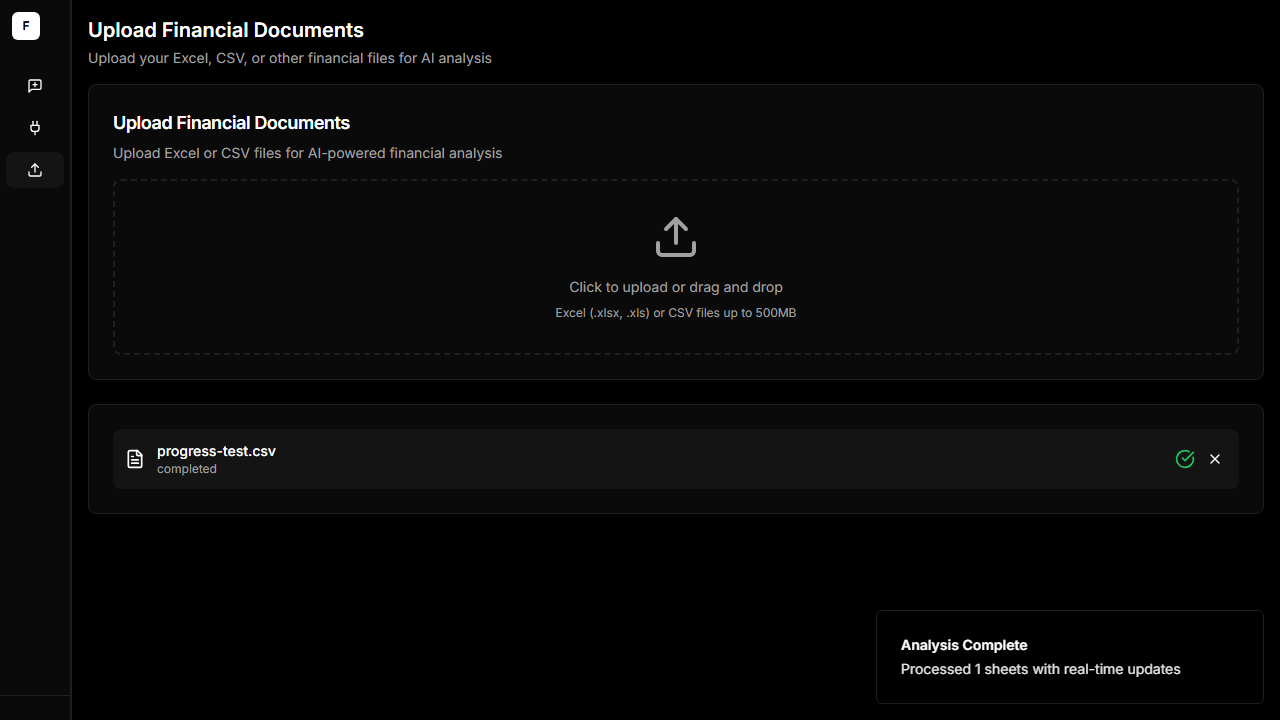 F
Upload Financial Documents
Upload your Excel, CSV, or other financial files for AI analysis
Upload Financial Documents
Upload Excel or CSV files for AI-powered financial analysis
Click to upload or drag and drop
Excel (.xlsx, .xls) or CSV files up to 500MB
progress-test.csv
completed
Analysis Complete
Processed 1 sheets with real-time updates